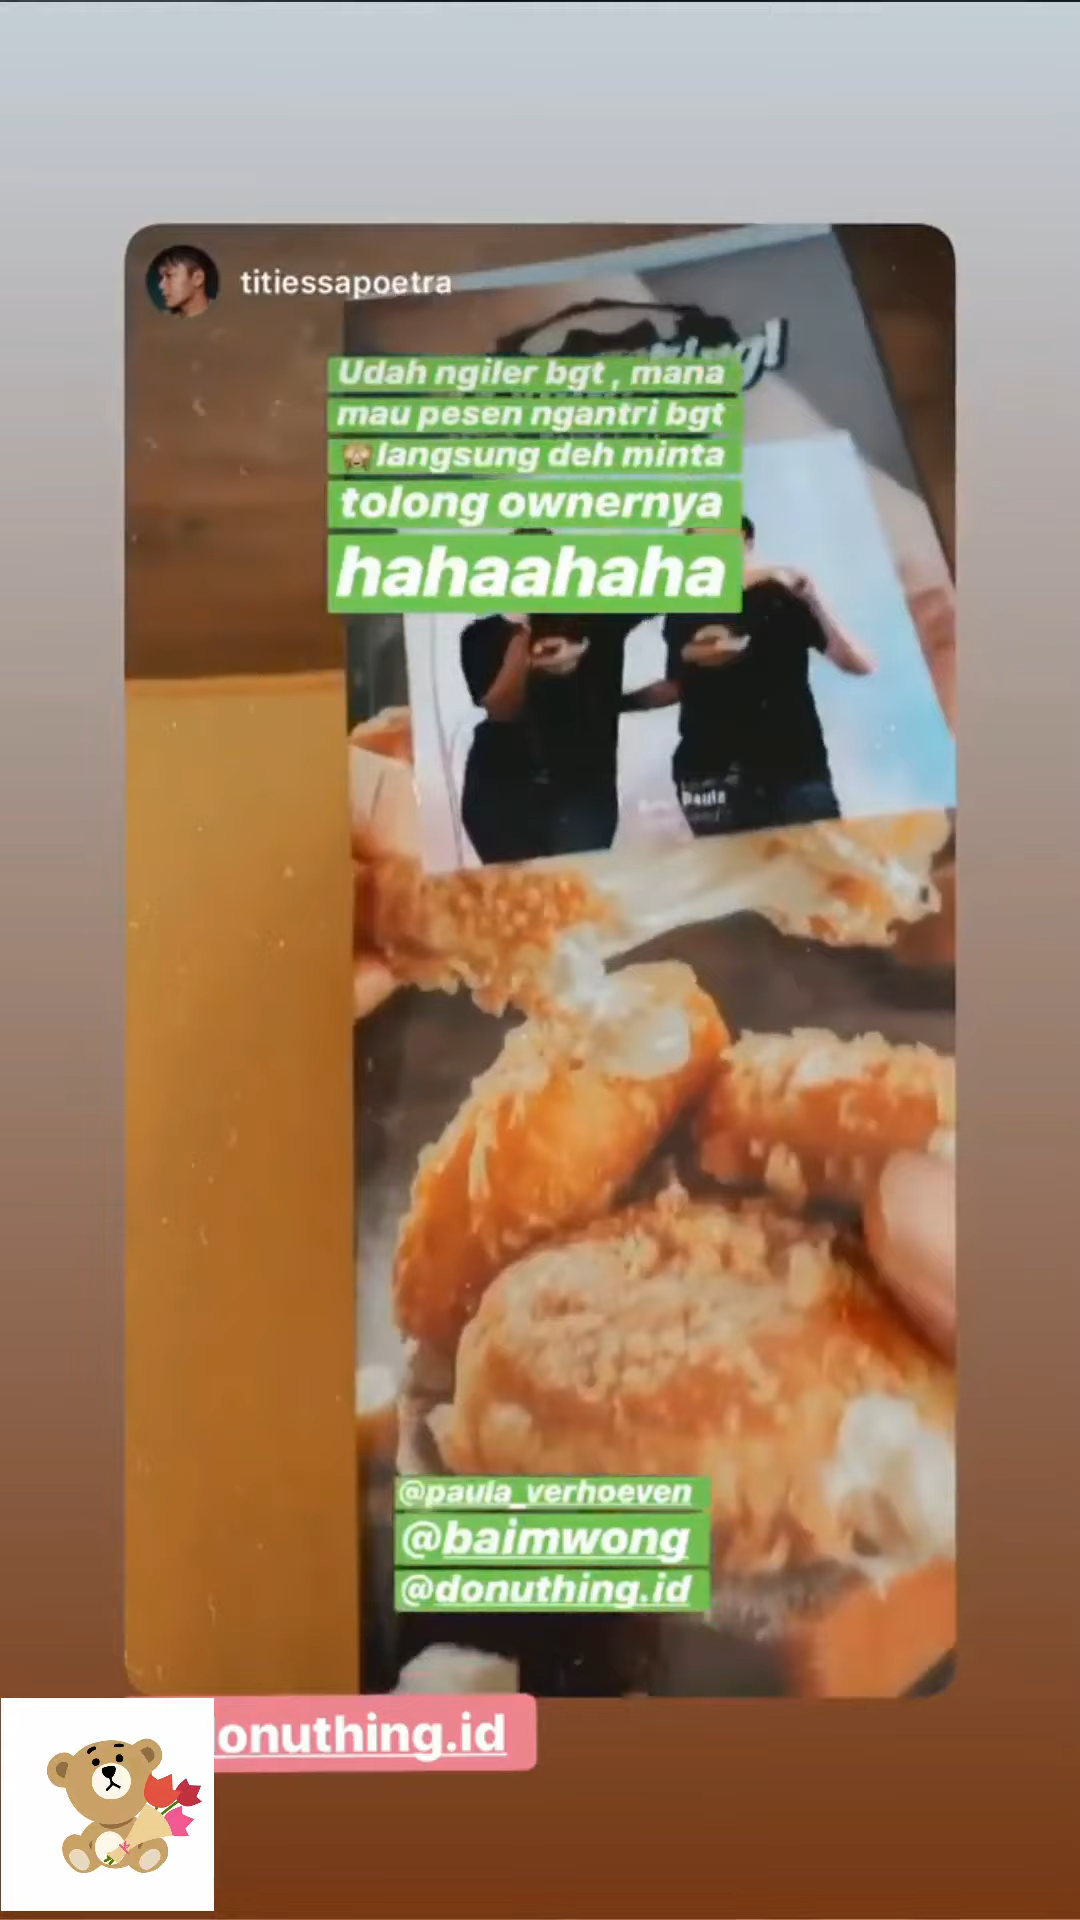 titiessapoetra
Udah ngiler bgt , mana
mau pesen ngantri bgt
🙈langsung deh minta
tolong ownernya
hahaahaha
Paula
@paula_verhoeven
@baimwong
@donuthing.id
onuthing.id